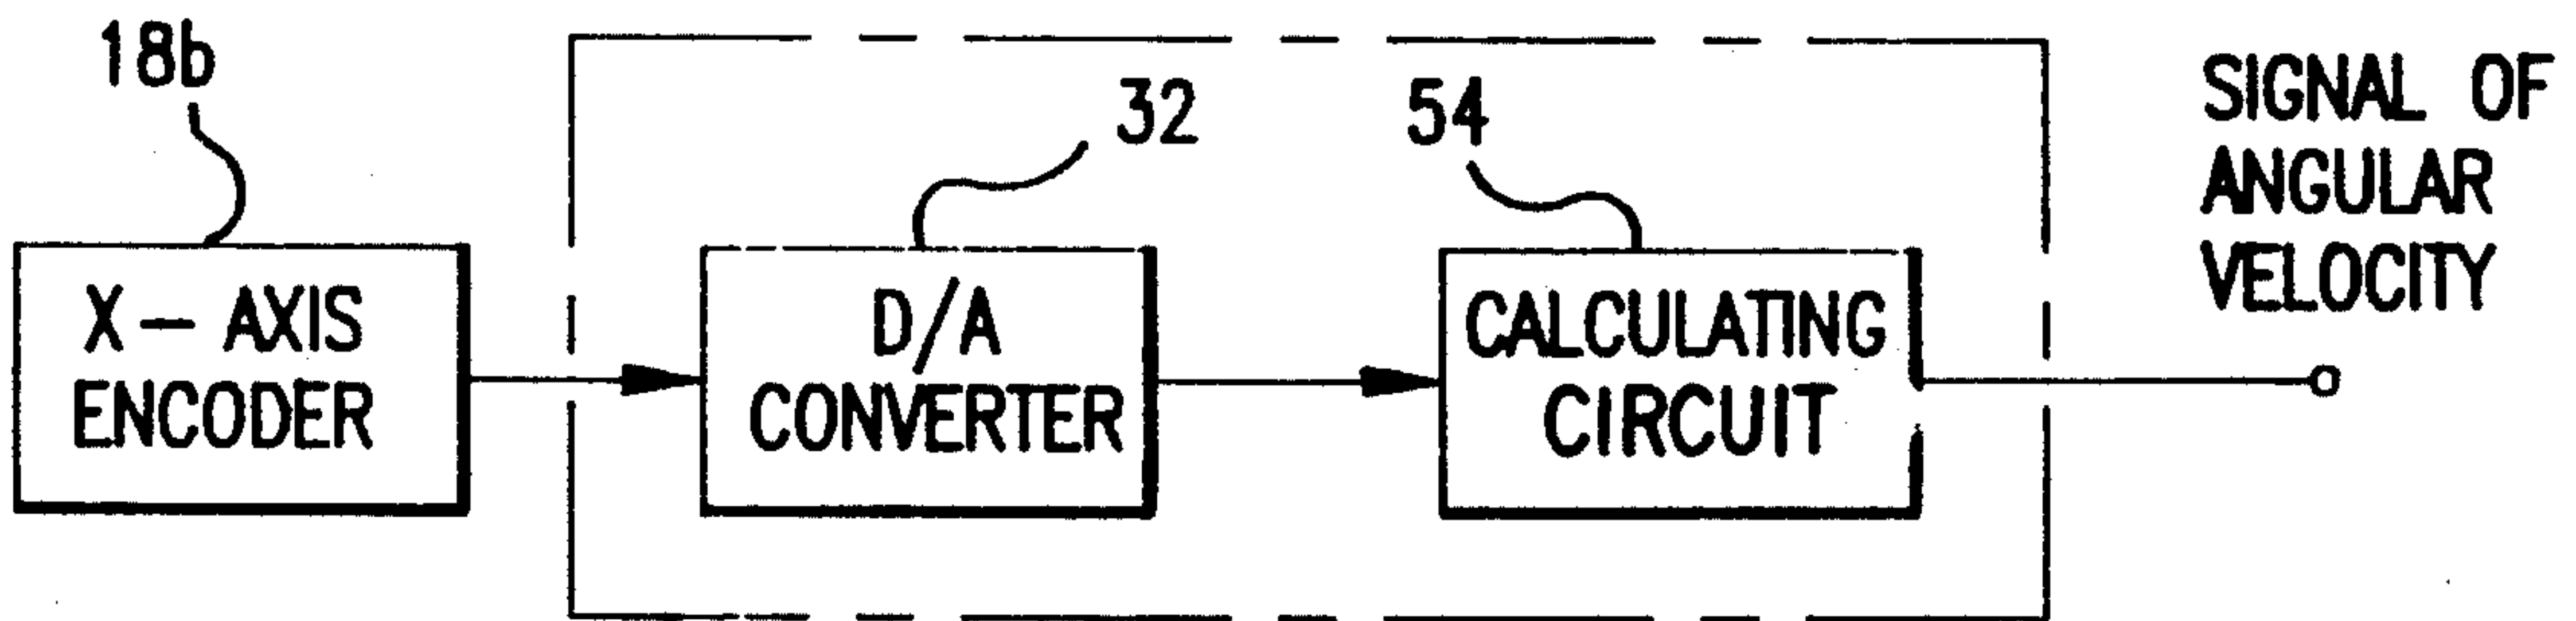 18b
32
54
SIGNAL OF
ANGULAR
VELOCITY
X-AXIS
ENCODER
D/A
CONVERTER
CALCULATING
CIRCUIT